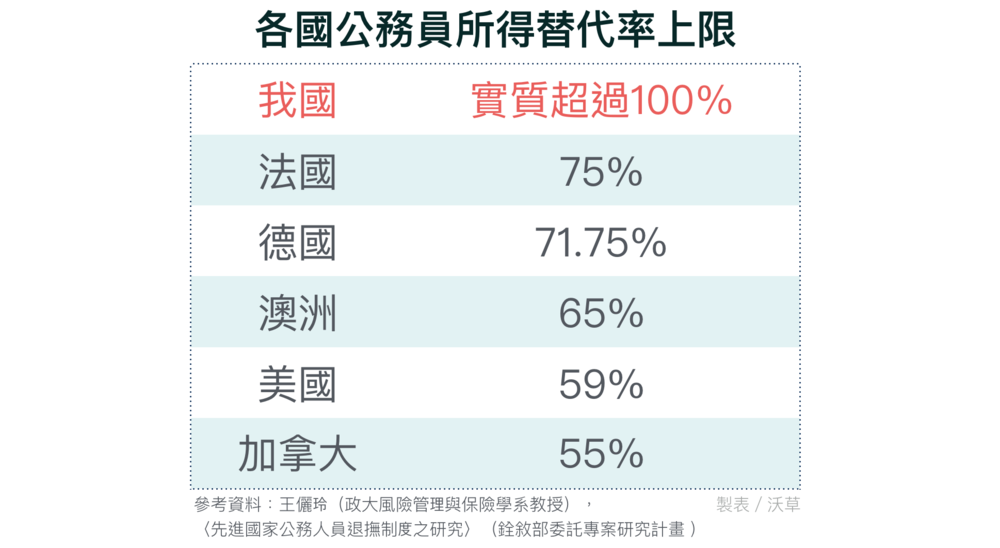 各國公務員所得替代率上限
我國 實質超過100%
法國 75%
德國 71.75%
澳洲 65%
美國 59%
加拿大 55%
參考資料：王儷玲（政大風險管理與保險學系教授）， 製表 / 沃草
〈先進國家公務人員退撫制度之研究〉（銓敘部委託專案研究計畫）